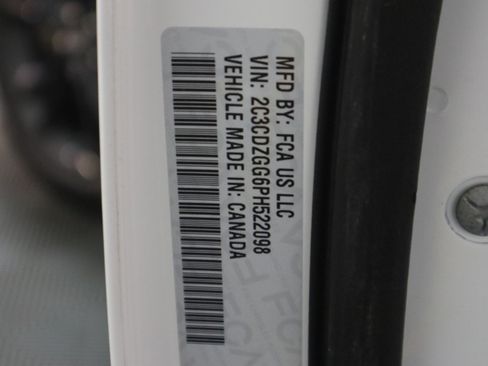 MFD BY: FCA US LLC
VIN: 2C3CDZGG6PH522098
VEHICLE MADE IN: CANADA